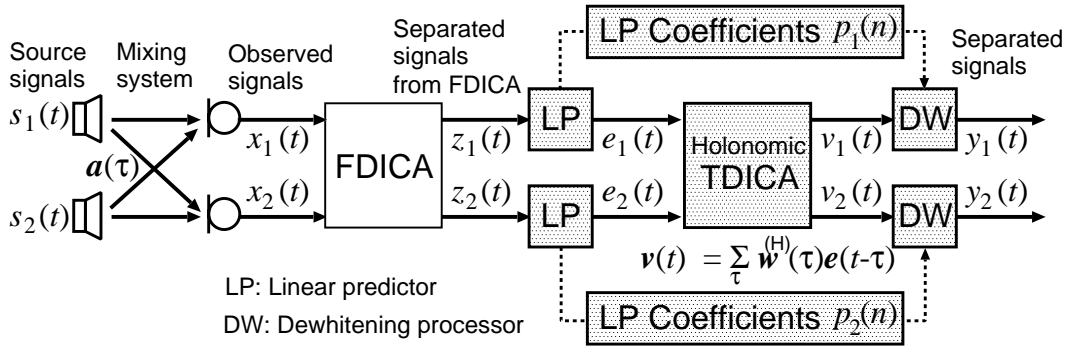 LP Coefficients p₁(n)
Source signals
Mixing system
Observed signals
Separated signals from FDICA
Separated signals
s₁(t)
a(τ)
x₁(t)
FDICA
z₁(t)
LP
e₁(t)
Holonomic
TDICA
v₁(t)
DW
y₁(t)
s₂(t)
x₂(t)
z₂(t)
LP
e₂(t)
v₂(t)
DW
y₂(t)
v(t) = Σ_τ w^(H)(τ)e(t-τ)
LP: Linear predictor
DW: Dewhitening processor
LP Coefficients p₂(n)